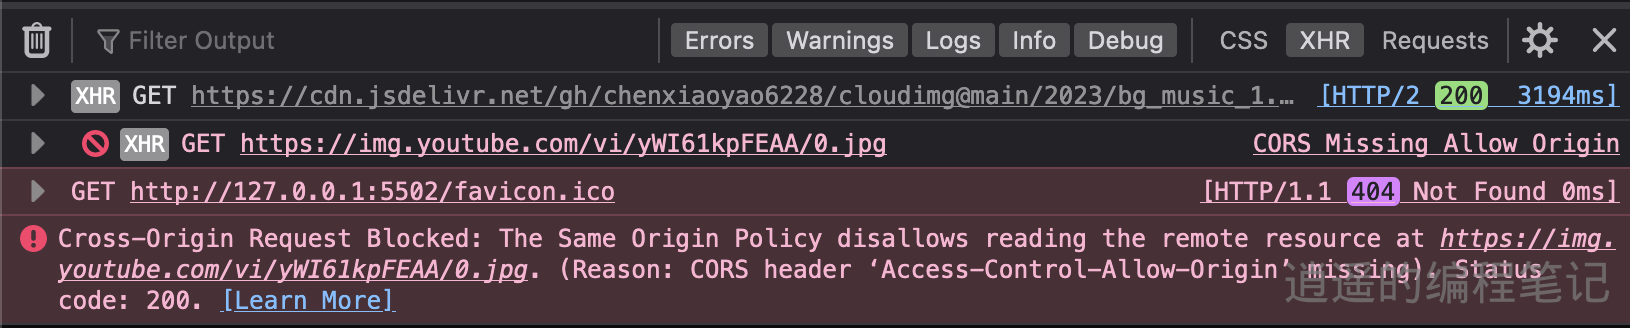 Filter Output Errors Warnings Logs Info Debug CSS XHR Requests
XHR GET https://cdn.jsdelivr.net/gh/chenxiaoyao6228/cloudimg@main/2023/bg_music_1.… [HTTP/2 200 3194ms]
XHR GET https://img.youtube.com/vi/yWI61kpFEAA/0.jpg CORS Missing Allow Origin
GET http://127.0.0.1:5502/favicon.ico [HTTP/1.1 404 Not Found 0ms]
Cross-Origin Request Blocked: The Same Origin Policy disallows reading the remote resource at https://img.
youtube.com/vi/yWI61kpFEAA/0.jpg. (Reason: CORS header ‘Access-Control-Allow-Origin’ missing). Status
code: 200. [Learn More]
逍遥的编程笔记